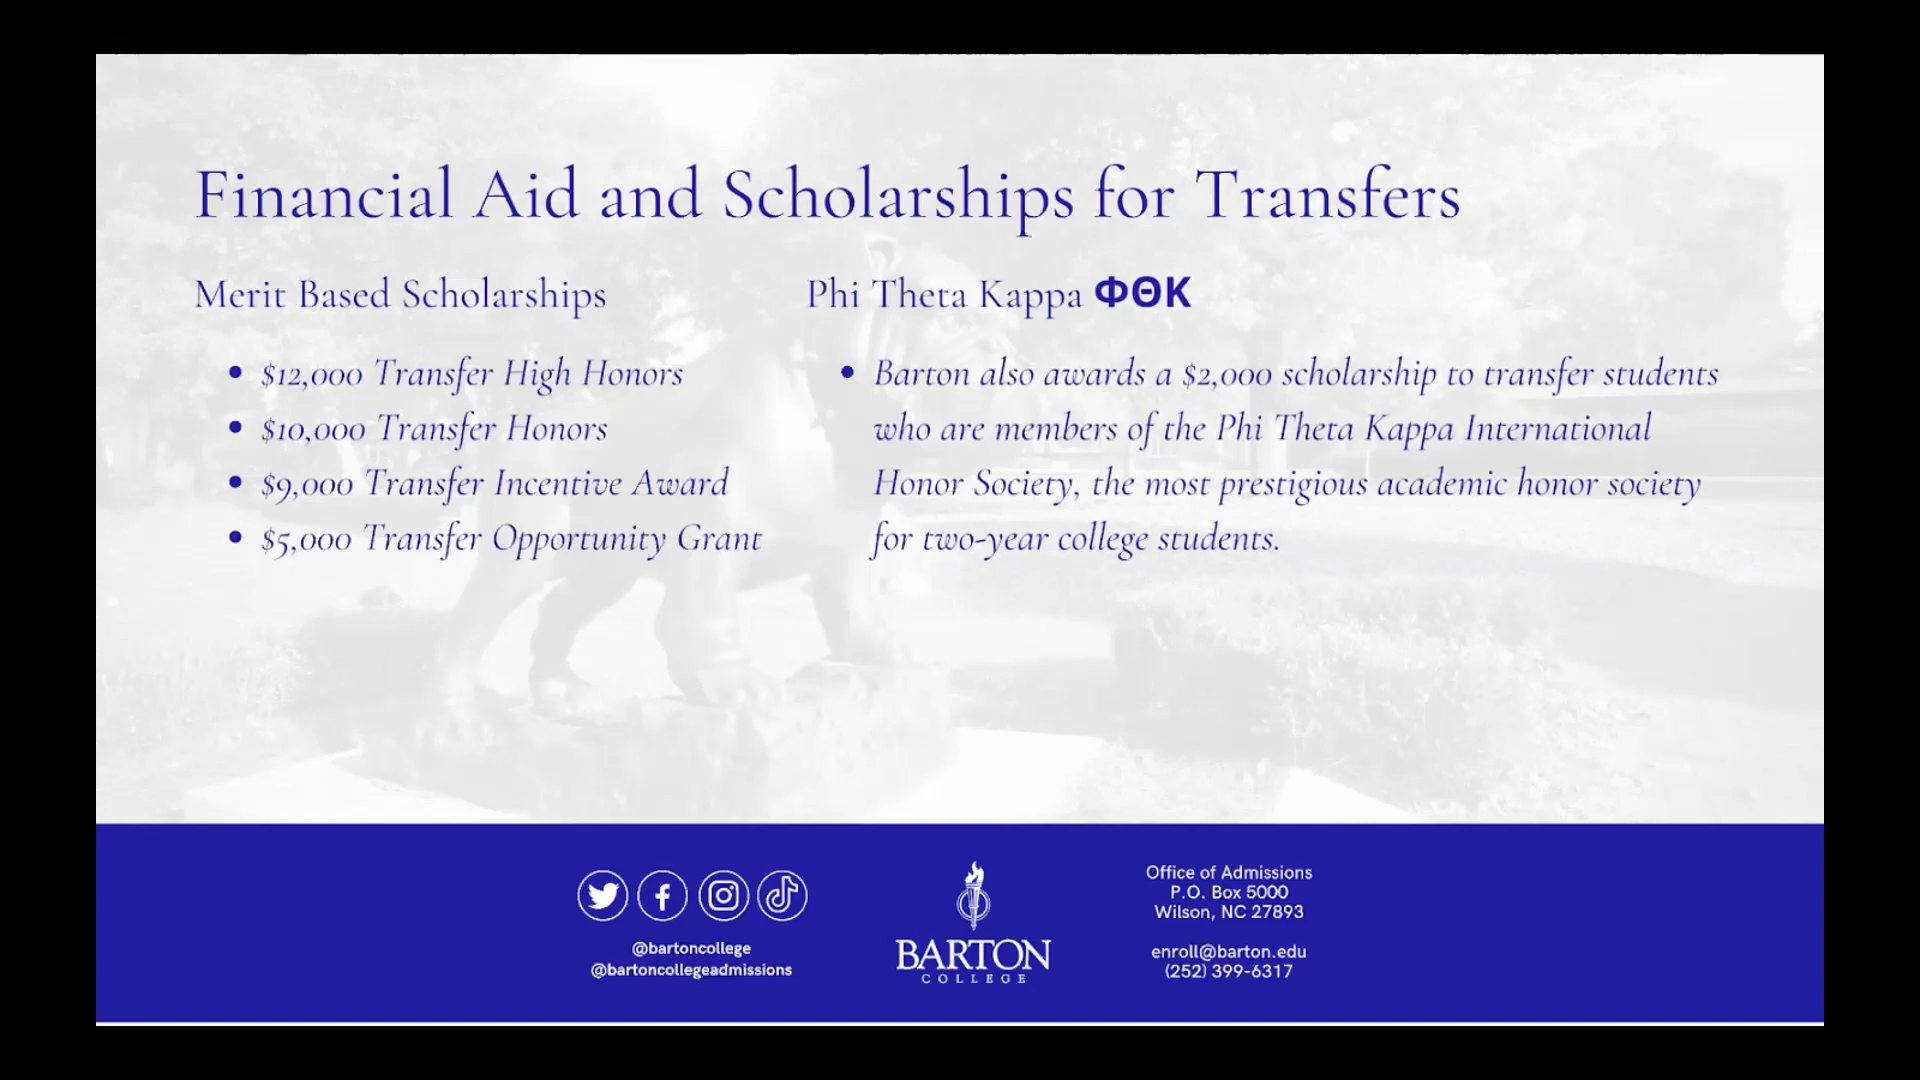 Financial Aid and Scholarships for Transfers
Merit Based Scholarships
• $12,000 Transfer High Honors
• $10,000 Transfer Honors
• $9,000 Transfer Incentive Award
• $5,000 Transfer Opportunity Grant
Phi Theta Kappa ΦΘΚ
• Barton also awards a $2,000 scholarship to transfer students
who are members of the Phi Theta Kappa International
Honor Society, the most prestigious academic honor society
for two-year college students.
@bartoncollege
@bartoncollegeadmissions
BARTON
COLLEGE
Office of Admissions
P.O. Box 5000
Wilson, NC 27893
enroll@barton.edu
(252) 399-6317